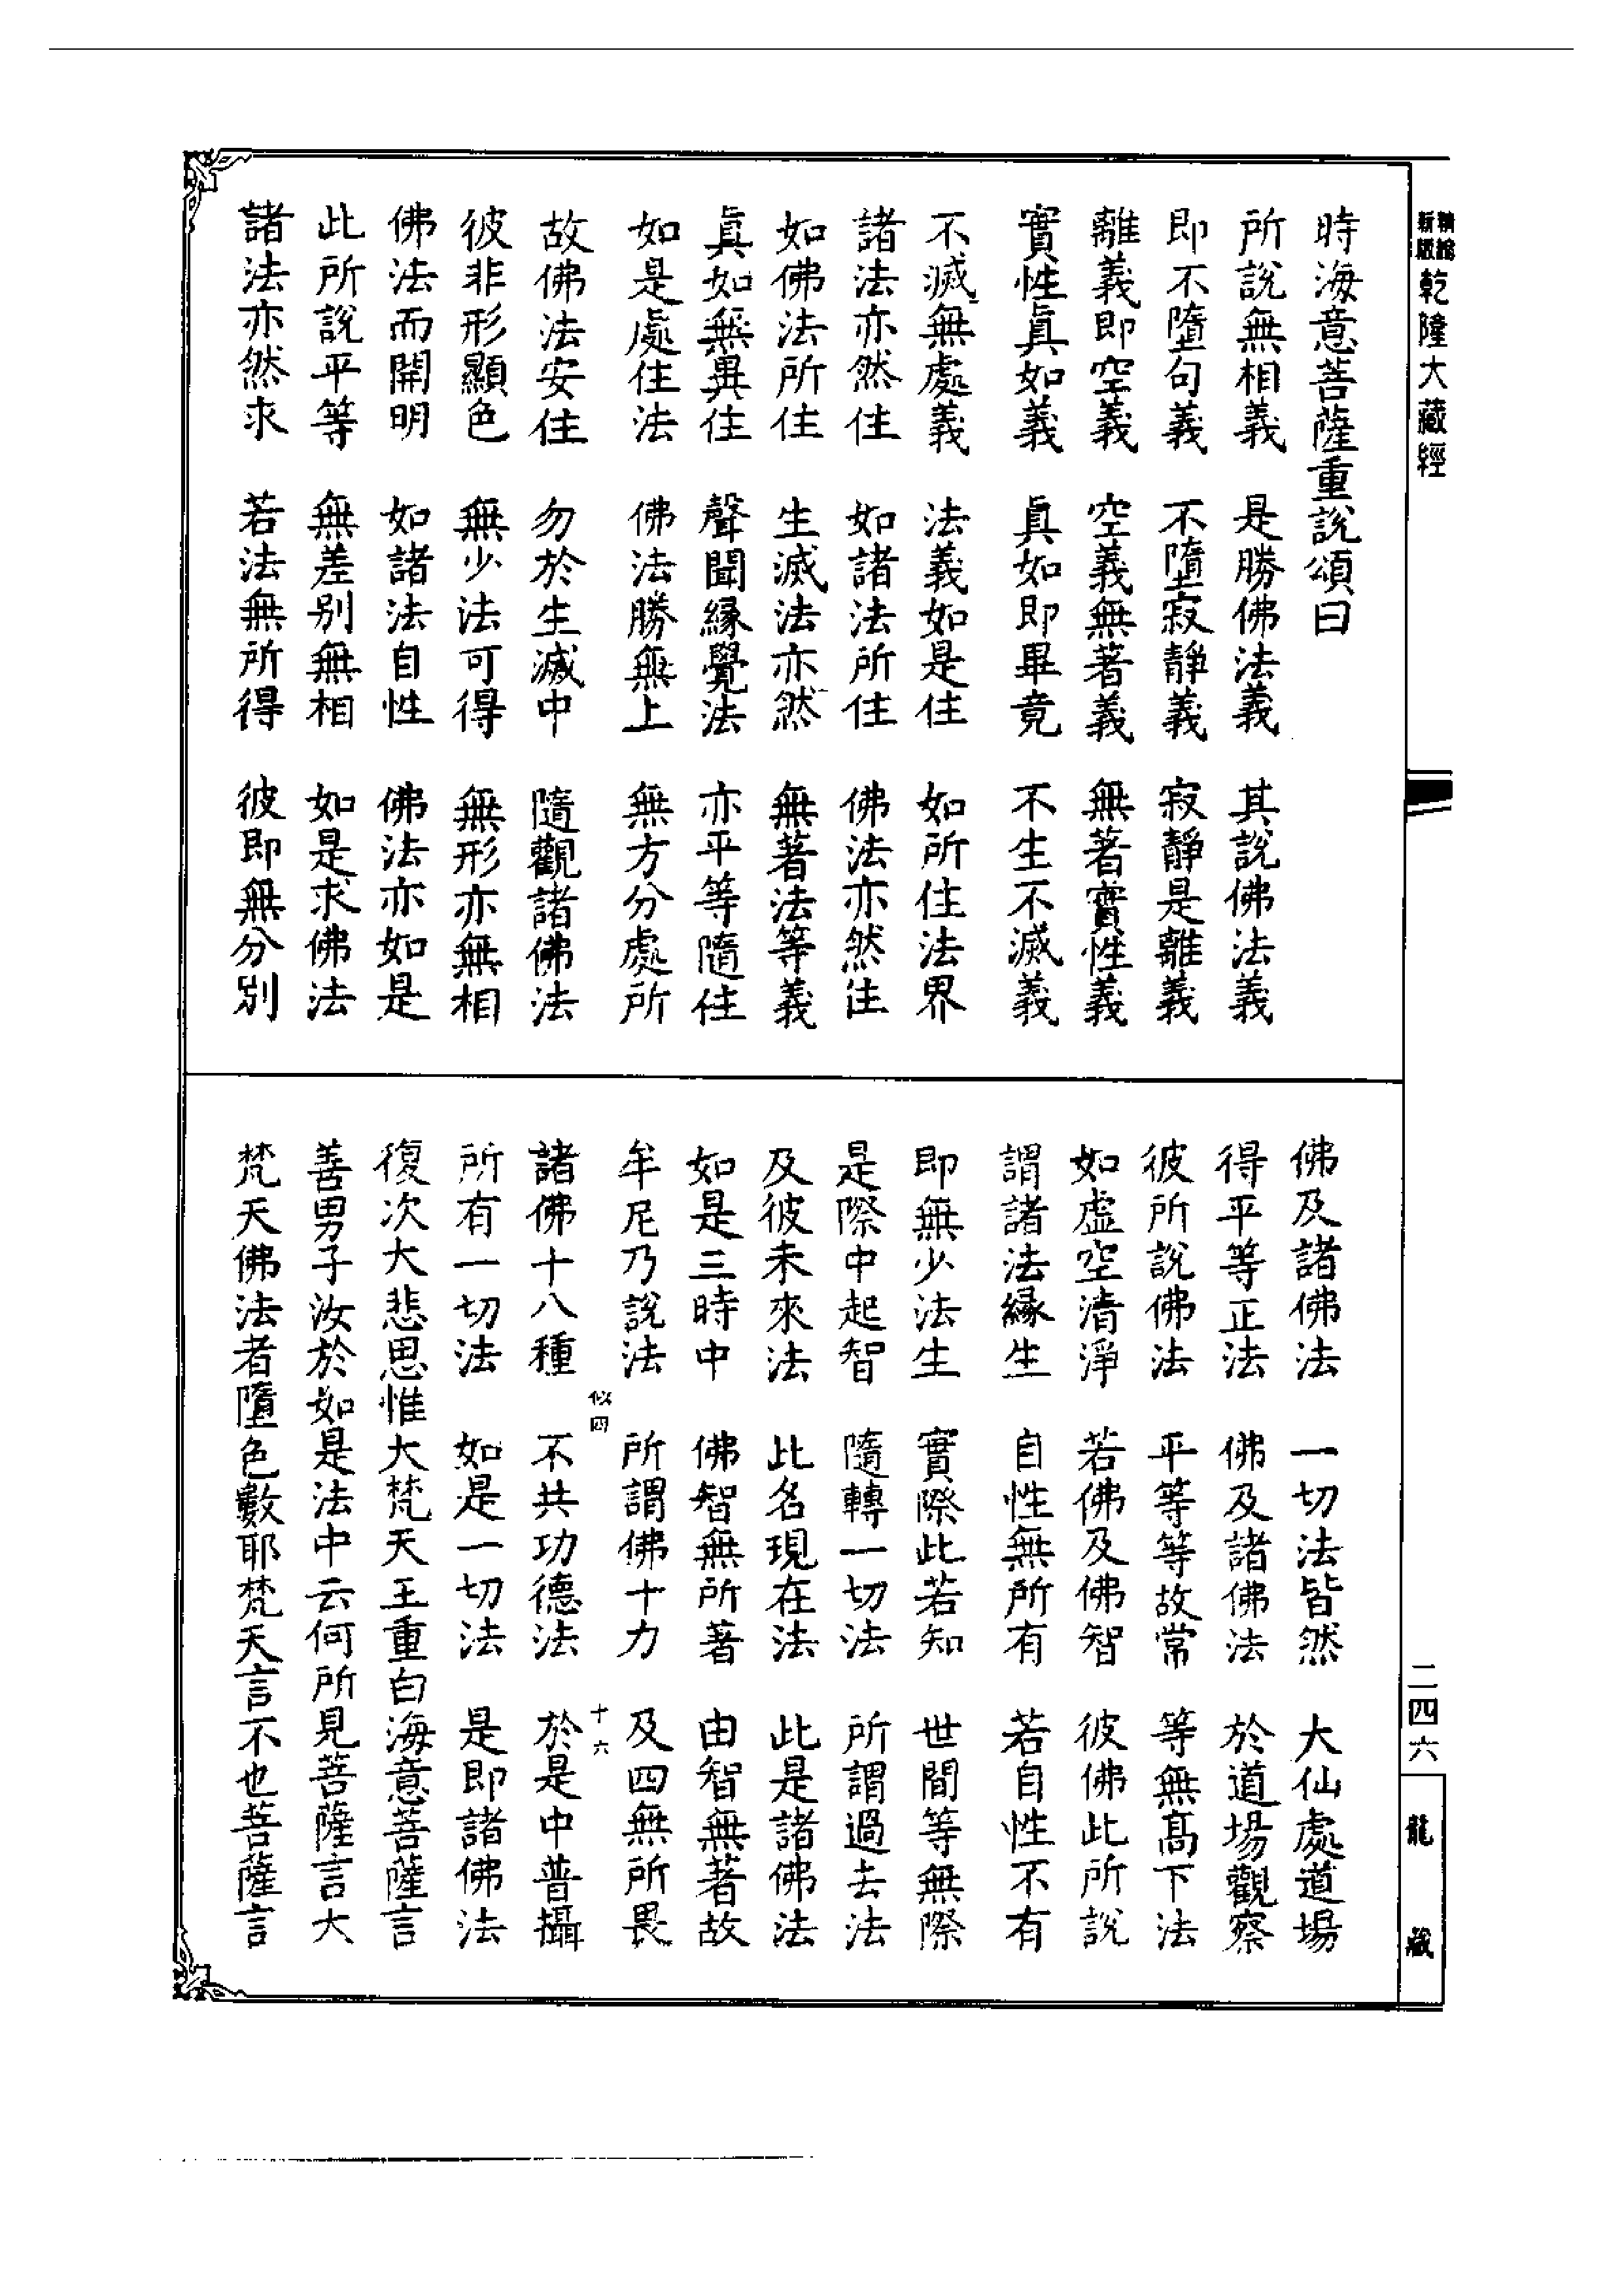 精繪新版
乾隆大藏經
時海意菩薩重說頌曰
所說無相義　是勝佛法義　其說佛法義
即不墮句義　不墮寂靜義　寂靜是離義
離義即空義　空義無著義　無著實性義
實性真如義　真如即畢竟　不生不滅義
不滅無處義　法義如是住　如所住法界
諸法亦然住　如諸法所住　佛法亦然住
如佛法所住　生滅法亦然　無著法等義
真如無異住　聲聞緣覺法　亦平等隨住
如是處住法　佛法勝無上　無方分處所
故佛法安住　勿於生滅中　隨觀諸佛法
彼非形顯色　無少法可得　無形亦無相
佛法而開明　如諸法自性　佛法亦如是
此所說平等　無差別無相　如是求佛法
諸法亦然求　若法無所得　彼即無分別
佛及諸佛法　一切法皆然　大仙處道場
得平等正法　佛及諸佛法　於道場觀察
彼所說佛法　平等等故常　等無高下法
如虛空清淨　若佛及佛智　彼佛此所說
謂諸法緣生　自性無所有　若自性不有
即無少法生　實際此若知　世間等無際
是際中起智　隨轉一切法　所謂過去法
及彼未來法　此名現在法　此是諸佛法
如是三時中　佛智無所著　由智無著故
牟尼乃說法　所謂佛十力　及四無所畏
似四　十六
諸佛十八種　不共功德法　於是中普攝
所有一切法　如是一切法　是即諸佛法
復次大悲思惟大梵天王重白海意菩薩言
善男子汝於如是法中云何所見菩薩言大
梵天佛法者墮色數耶梵天言不也菩薩言
二四六
龍藏